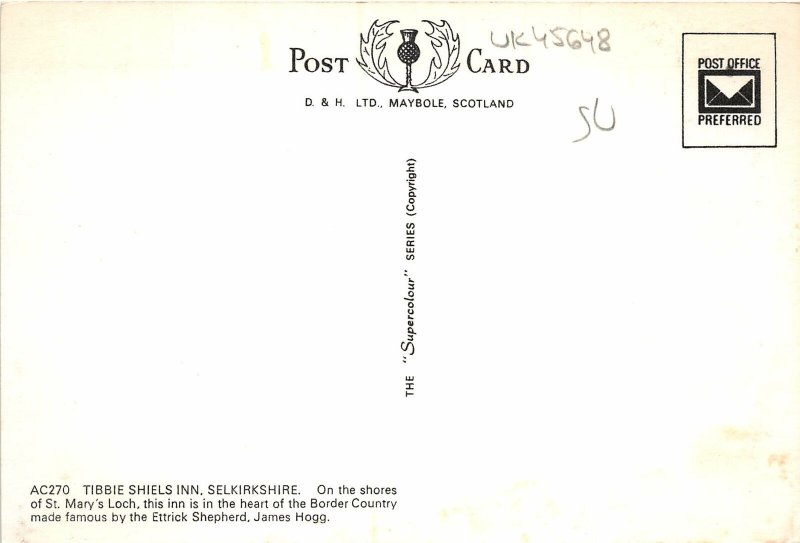 POST CARD
UK45648
D. & H. LTD., MAYBOLE, SCOTLAND
SU
POST OFFICE
PREFERRED
THE "Supercolour" SERIES (Copyright)
AC270 TIBBIE SHIELS INN, SELKIRKSHIRE. On the shores
of St. Mary's Loch, this inn is in the heart of the Border Country
made famous by the Ettrick Shepherd, James Hogg.